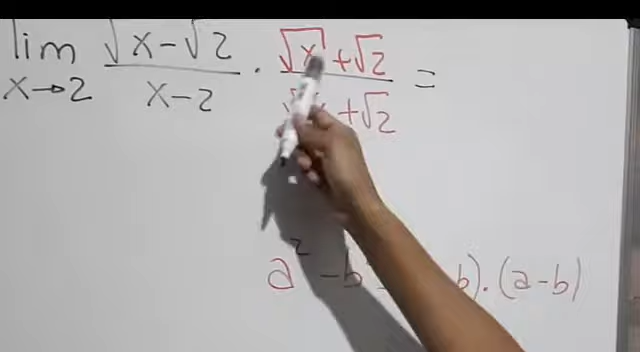 lim √x-√2 / x-2 · √x+√2 / √x+√2 =
x→2
a² - b = b).(a-b)